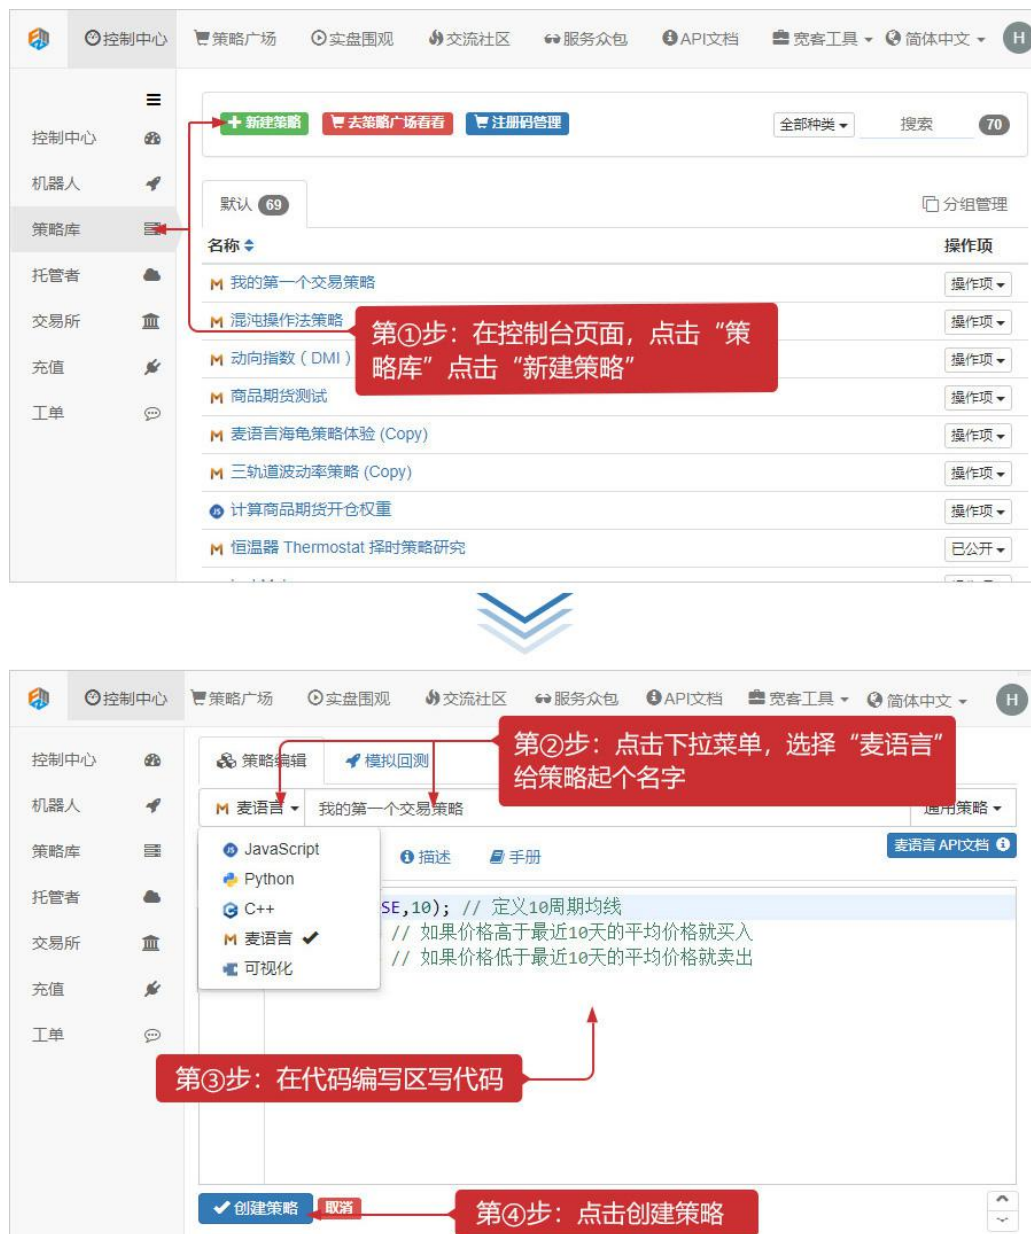 控制中心 策略广场 实盘围观 交流社区 服务众包 API文档 宽客工具 简体中文 H
控制中心
机器人
策略库
托管者
交易所
充值
工单
新建策略 去策略广场看看 注册码管理 全部种类 搜索 70
默认 69 分组管理
名称 操作项
M 我的第一个交易策略 操作项
M 混沌操作法策略 操作项
M 动向指数 ( DMI ) 操作项
M 商品期货测试 操作项
M 麦语言海龟策略体验 (Copy) 操作项
M 三轨道波动率策略 (Copy) 操作项
JS 计算商品期货开仓权重 操作项
M 恒温器 Thermostat 择时策略研究 已公开
第①步：在控制台页面，点击“策
略库”点击“新建策略”
控制中心 策略广场 实盘围观 交流社区 服务众包 API文档 宽客工具 简体中文 H
第②步：点击下拉菜单，选择“麦语言”
给策略起个名字
控制中心
机器人
策略库
托管者
交易所
充值
工单
策略编辑 模拟回测
M 麦语言 我的第一个交易策略 通用策略
JavaScript
Python
C++
M 麦语言
可视化
描述 手册 麦语言 API文档
SE,10); // 定义10周期均线
// 如果价格高于最近10天的平均价格就买入
// 如果价格低于最近10天的平均价格就卖出
第③步：在代码编写区写代码
创建策略 取消
第④步：点击创建策略